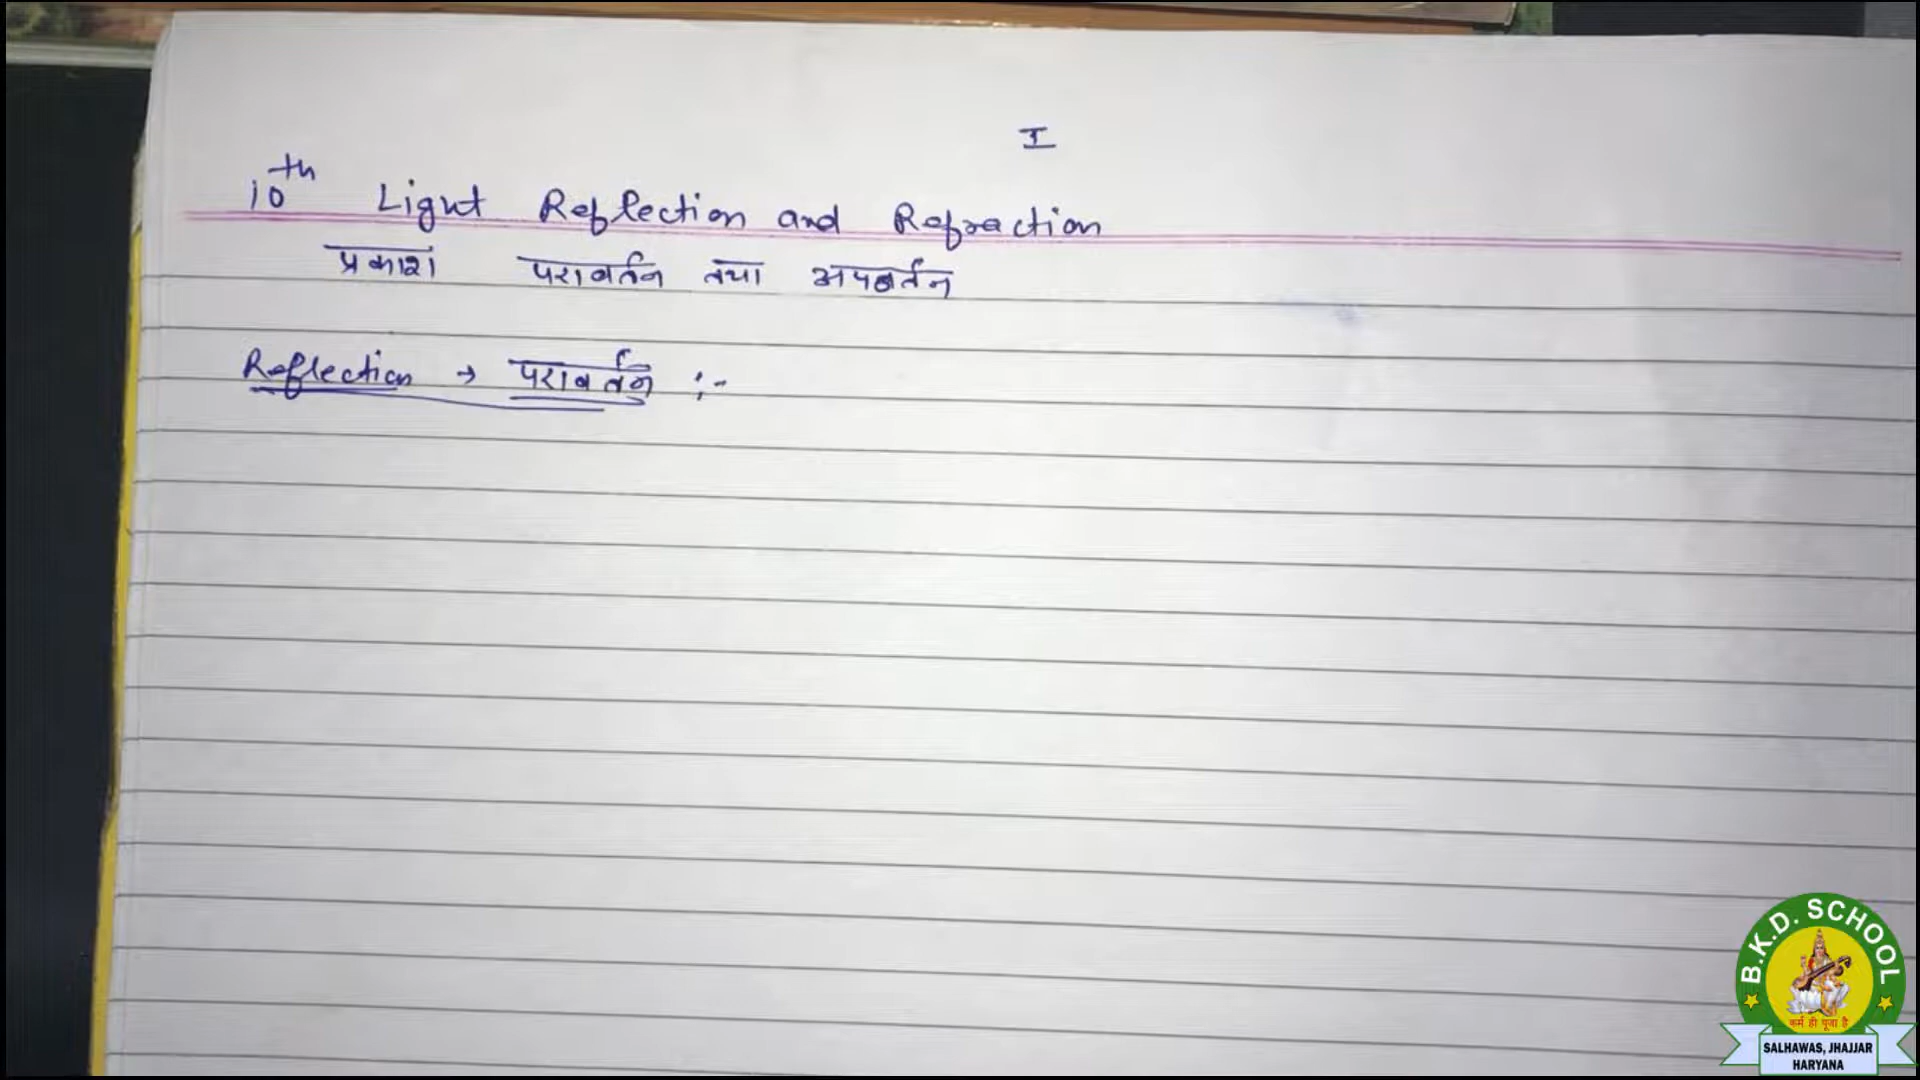 I
10th Light Reflection and Refraction
प्रकाश परावर्तन तथा अपवर्तन
Reflection → परावर्तन :-
B.K.D. SCHOOL
कर्म ही पूजा है
SALHAWAS, JHAJJAR
HARYANA